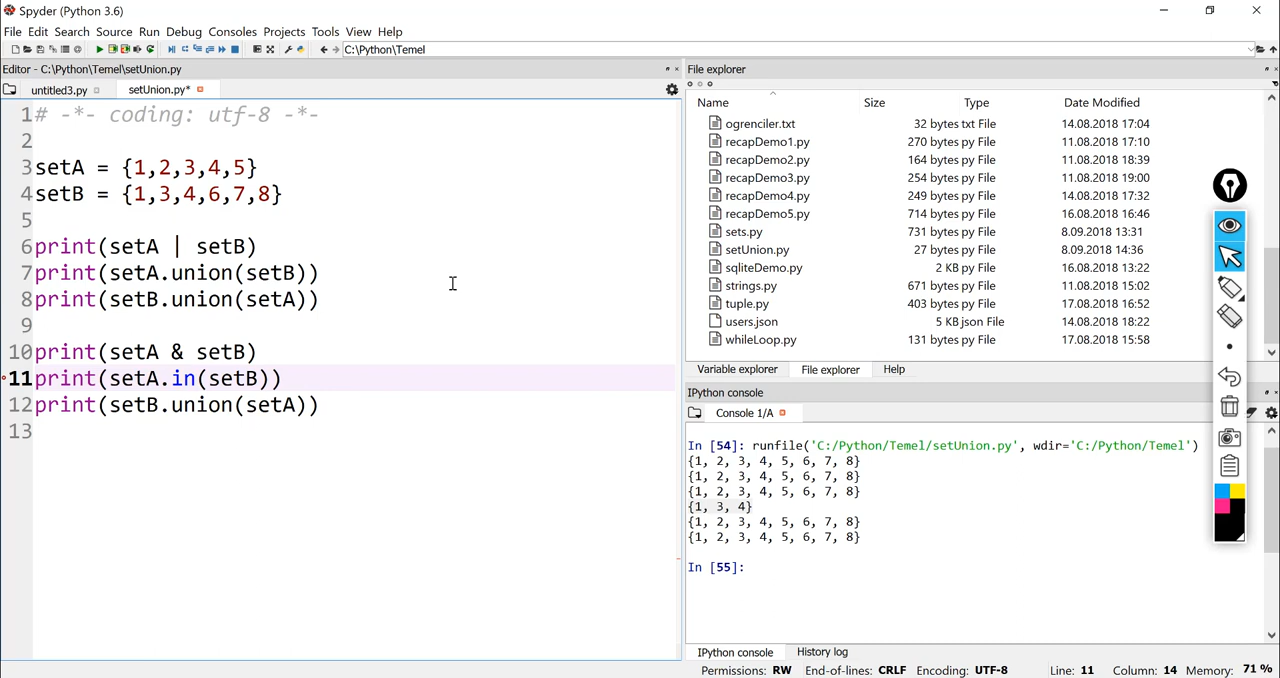 Spyder (Python 3.6)
File Edit Search Source Run Debug Consoles Projects Tools View Help
C:\Python\Temel
Editor - C:\Python\Temel\setUnion.py
untitled3.py
setUnion.py*
1# -*- coding: utf-8 -*-
2
3setA = {1,2,3,4,5}
4setB = {1,3,4,6,7,8}
5
6print(setA | setB)
7print(setA.union(setB))
8print(setB.union(setA))
9
10print(setA & setB)
11print(setA.in(setB))
12print(setB.union(setA))
13
File explorer
Name Size Type Date Modified
ogrenciler.txt 32 bytes txt File 14.08.2018 17:04
recapDemo1.py 270 bytes py File 11.08.2018 17:10
recapDemo2.py 164 bytes py File 11.08.2018 18:39
recapDemo3.py 254 bytes py File 11.08.2018 19:00
recapDemo4.py 249 bytes py File 14.08.2018 17:32
recapDemo5.py 714 bytes py File 16.08.2018 16:46
sets.py 731 bytes py File 8.09.2018 13:31
setUnion.py 27 bytes py File 8.09.2018 14:36
sqliteDemo.py 2 KB py File 16.08.2018 13:22
strings.py 671 bytes py File 11.08.2018 15:02
tuple.py 403 bytes py File 17.08.2018 16:52
users.json 5 KB json File 14.08.2018 18:22
whileLoop.py 131 bytes py File 17.08.2018 15:58
Variable explorer File explorer Help
IPython console
Console 1/A
In [54]: runfile('C:/Python/Temel/setUnion.py', wdir='C:/Python/Temel')
{1, 2, 3, 4, 5, 6, 7, 8}
{1, 2, 3, 4, 5, 6, 7, 8}
{1, 2, 3, 4, 5, 6, 7, 8}
{1, 3, 4}
{1, 2, 3, 4, 5, 6, 7, 8}
{1, 2, 3, 4, 5, 6, 7, 8}
In [55]:
IPython console History log
Permissions: RW End-of-lines: CRLF Encoding: UTF-8 Line: 11 Column: 14 Memory: 71 %